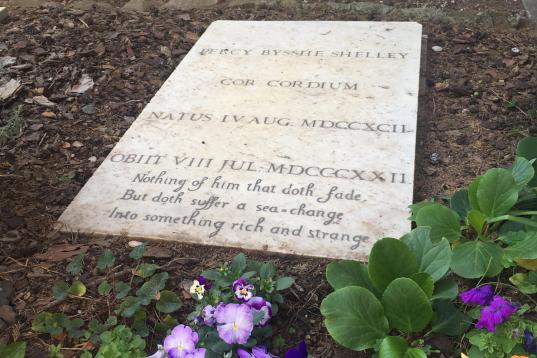 PERCY BYSSHE SHELLEY
COR CORDIUM
NATUS IV AUG. MDCCXCII
OBIIT VIII JUL. MDCCCXXII
Nothing of him that doth fade,
But doth suffer a sea-change
Into something rich and strange